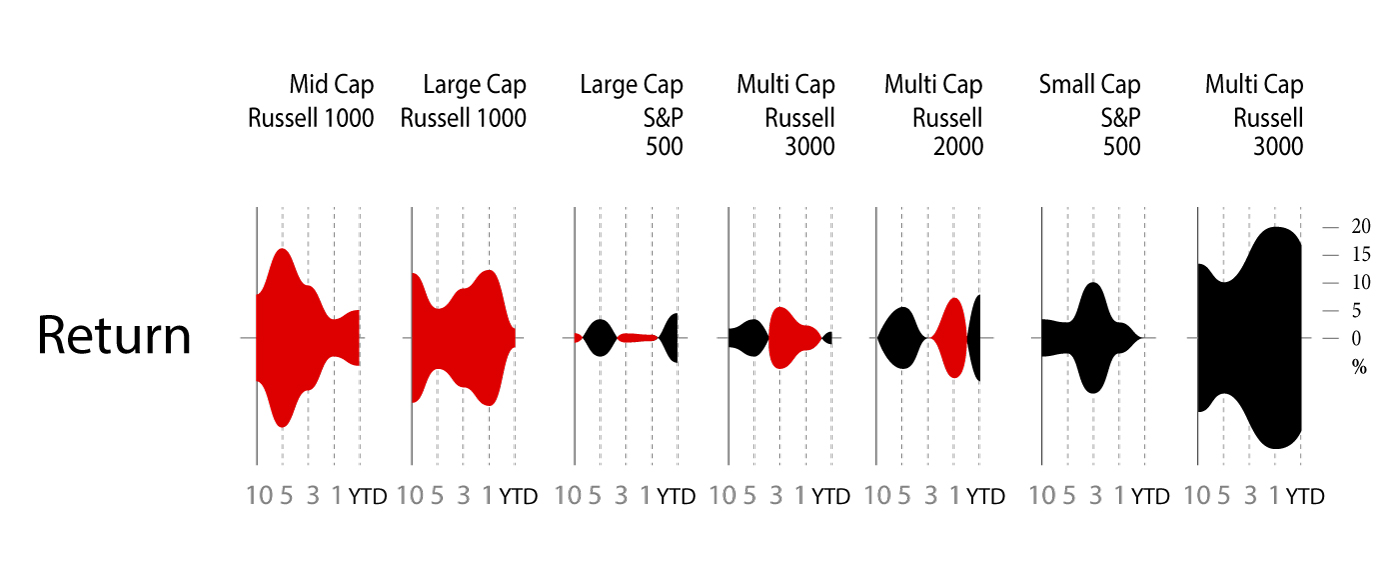 Mid Cap
Russell 1000
Large Cap
Russell 1000
Large Cap
S&P
500
Multi Cap
Russell
3000
Multi Cap
Russell
2000
Small Cap
S&P
500
Multi Cap
Russell
3000
Return
20
15
10
5
0
%
10 5 3 1 YTD
10 5 3 1 YTD
10 5 3 1 YTD
10 5 3 1 YTD
10 5 3 1 YTD
10 5 3 1 YTD
10 5 3 1 YTD